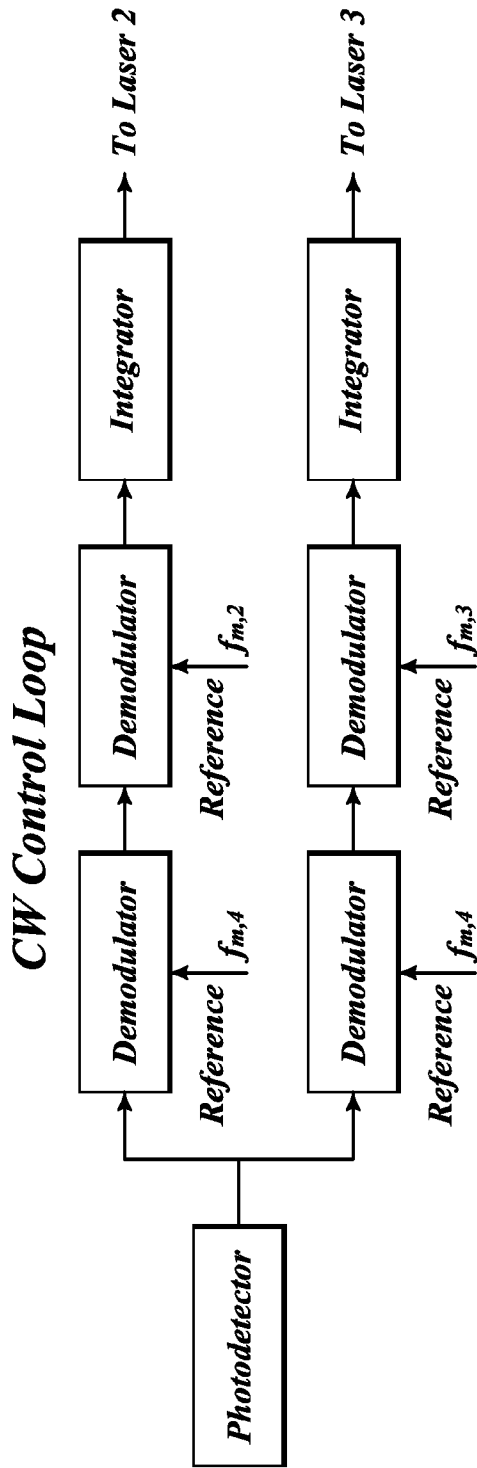 CW Control Loop
Photodetector
Demodulator
Reference f_{m,4}
Demodulator
Reference f_{m,2}
Integrator
To Laser 2
Demodulator
Reference f_{m,4}
Demodulator
Reference f_{m,3}
Integrator
To Laser 3